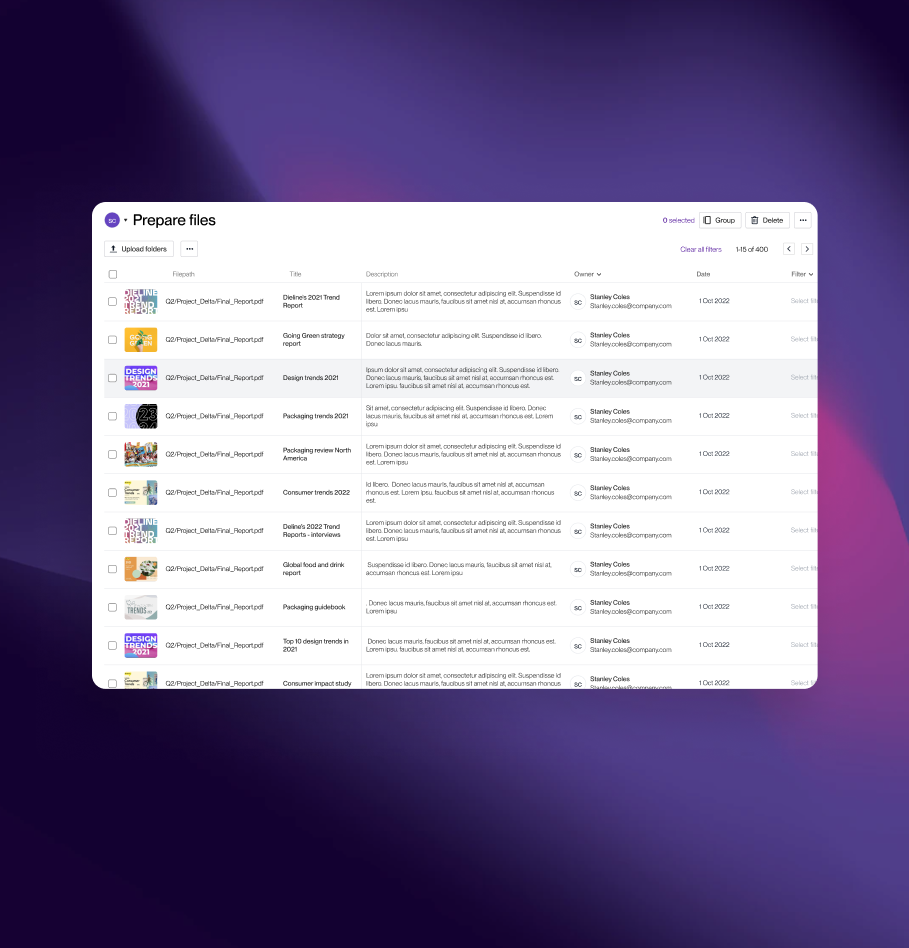 SC Prepare files 0 selected Group Delete
Upload folders Clear all filters 1-15 of 400
Filepath Title Description Owner Date Filter
DIELINE
2021
TREND
REPORT
Q2/Project_Delta/Final_Report.pdf
Dieline's 2021 Trend
Report
Lorem ipsum dolor sit amet, consectetur adipiscing elit. Suspendisse id
libero. Donec lacus mauris, faucibus sit amet nisl at, accumsan rhoncus
est. Lorem ipsu
SC
Stanley Coles
Stanley.coles@company.com
1 Oct 2022
Select filt
GOING
GREEN
Q2/Project_Delta/Final_Report.pdf
Going Green strategy
report
Dolor sit amet, consectetur adipiscing elit. Suspendisse id libero.
Donec lacus mauris.
SC
Stanley Coles
Stanley.coles@company.com
1 Oct 2022
Select filt
DESIGN
TRENDS
2021
Q2/Project_Delta/Final_Report.pdf
Design trends 2021
Ipsum dolor sit amet, consectetur adipiscing elit. Suspendisse id libero.
Donec lacus mauris, faucibus sit amet nisl at, accumsan rhoncus est.
Lorem ipsu, faucibus sit amet nisl at, accumsan rhoncus est.
SC
Stanley Coles
Stanley.coles@company.com
1 Oct 2022
Select filt
23
Q2/Project_Delta/Final_Report.pdf
Packaging trends 2021
Sit amet, consectetur adipiscing elit. Suspendisse id libero. Donec
lacus mauris, faucibus sit amet nisl at, accumsan rhoncus est. Lorem
ipsu
SC
Stanley Coles
Stanley.coles@company.com
1 Oct 2022
Select filt
Q2/Project_Delta/Final_Report.pdf
Packaging review North
America
Lorem ipsum dolor sit amet, consectetur adipiscing elit. Suspendisse id
libero. Donec lacus mauris, faucibus sit amet nisl at, accumsan rhoncus
est. Lorem ipsu
SC
Stanley Coles
Stanley.coles@company.com
1 Oct 2022
Select filt
Consumer
Trends
Q2/Project_Delta/Final_Report.pdf
Consumer trends 2022
id libero. Donec lacus mauris, faucibus sit amet nisl at, accumsan
rhoncus est. Lorem ipsu. faucibus sit amet nisl at, accumsan rhoncus
est.
SC
Stanley Coles
Stanley.coles@company.com
1 Oct 2022
Select filt
DIELINE
2021
TREND
REPORT
Q2/Project_Delta/Final_Report.pdf
Deline's 2022 Trend
Reports - interviews
Lorem ipsum dolor sit amet, consectetur adipiscing elit. Suspendisse id
libero. Donec lacus mauris, faucibus sit amet nisl at, accumsan rhoncus
est. Lorem ipsu
SC
Stanley Coles
Stanley.coles@company.com
1 Oct 2022
Select filt
Q2/Project_Delta/Final_Report.pdf
Global food and drink
report
Suspendisse id libero. Donec lacus mauris, faucibus sit amet nisl at,
accumsan rhoncus est. Lorem ipsu
SC
Stanley Coles
Stanley.coles@company.com
1 Oct 2022
Select filt
TRENDS
Q2/Project_Delta/Final_Report.pdf
Packaging guidebook
Donec lacus mauris, faucibus sit amet nisl at, accumsan rhoncus est.
Lorem ipsu
SC
Stanley Coles
Stanley.coles@company.com
1 Oct 2022
Select filt
DESIGN
TRENDS
2021
Q2/Project_Delta/Final_Report.pdf
Top 10 design trends in
2021
Donec lacus mauris, faucibus sit amet nisl at, accumsan rhoncus est.
Lorem ipsu. faucibus sit amet nisl at, accumsan rhoncus est.
SC
Stanley Coles
Stanley.coles@company.com
1 Oct 2022
Select filt
Consumer
Trends
Q2/Project_Delta/Final_Report.pdf
Consumer impact study
Lorem ipsum dolor sit amet, consectetur adipiscing elit. Suspendisse id
libero. Donec lacus mauris, faucibus sit amet nisl at, accumsan rhoncus
SC
Stanley Coles
Stanley.coles@company.com
1 Oct 2022
Select filt